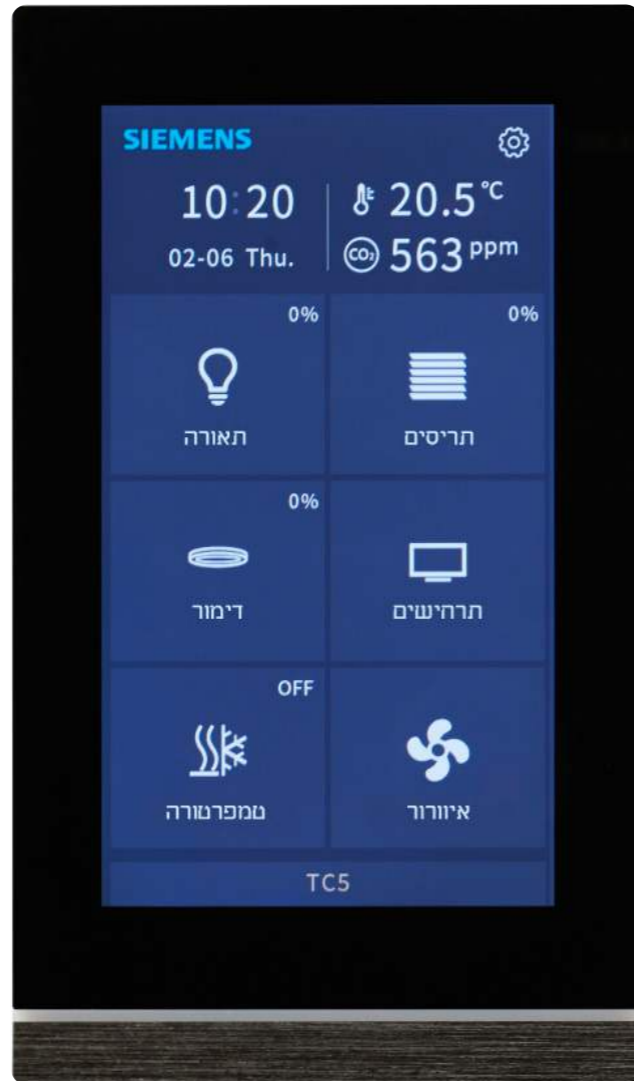 SIEMENS
10:20
20.5 °C
02-06 Thu.
CO₂ 563 ppm
0%
0%
תאורה
תריסים
0%
דימור
תרחישים
OFF
טמפרטורה
איוורור
TC5